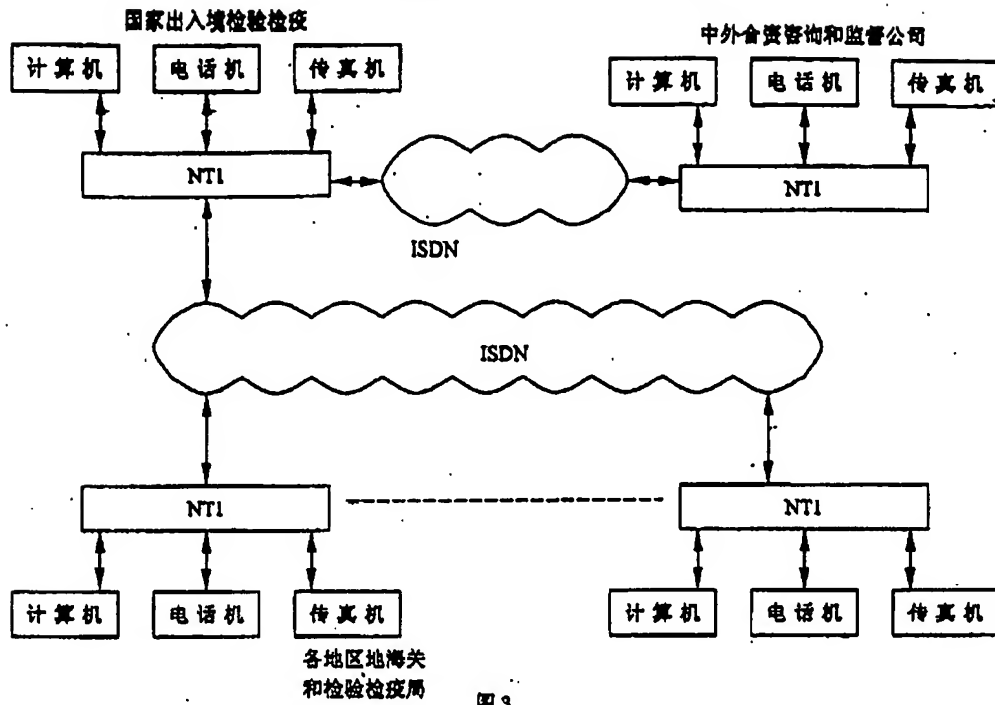 国家出入境检验检疫
中外合资咨询和监督公司
计算机 电话机 传真机
计算机 电话机 传真机
NT1
NT1
ISDN
ISDN
NT1
NT1
计算机 电话机 传真机
计算机 电话机 传真机
各地区地海关
和检验检疫局
图3